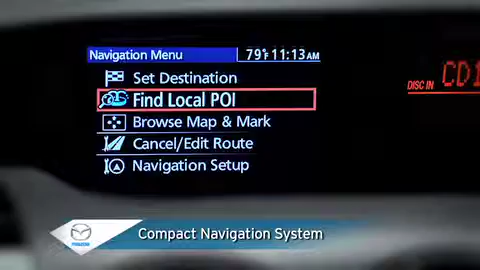 Navigation Menu 79°F 11:13AM
Set Destination
Find Local POI
Browse Map & Mark
Cancel/Edit Route
Navigation Setup
DISC IN CD1
Compact Navigation System
mazda